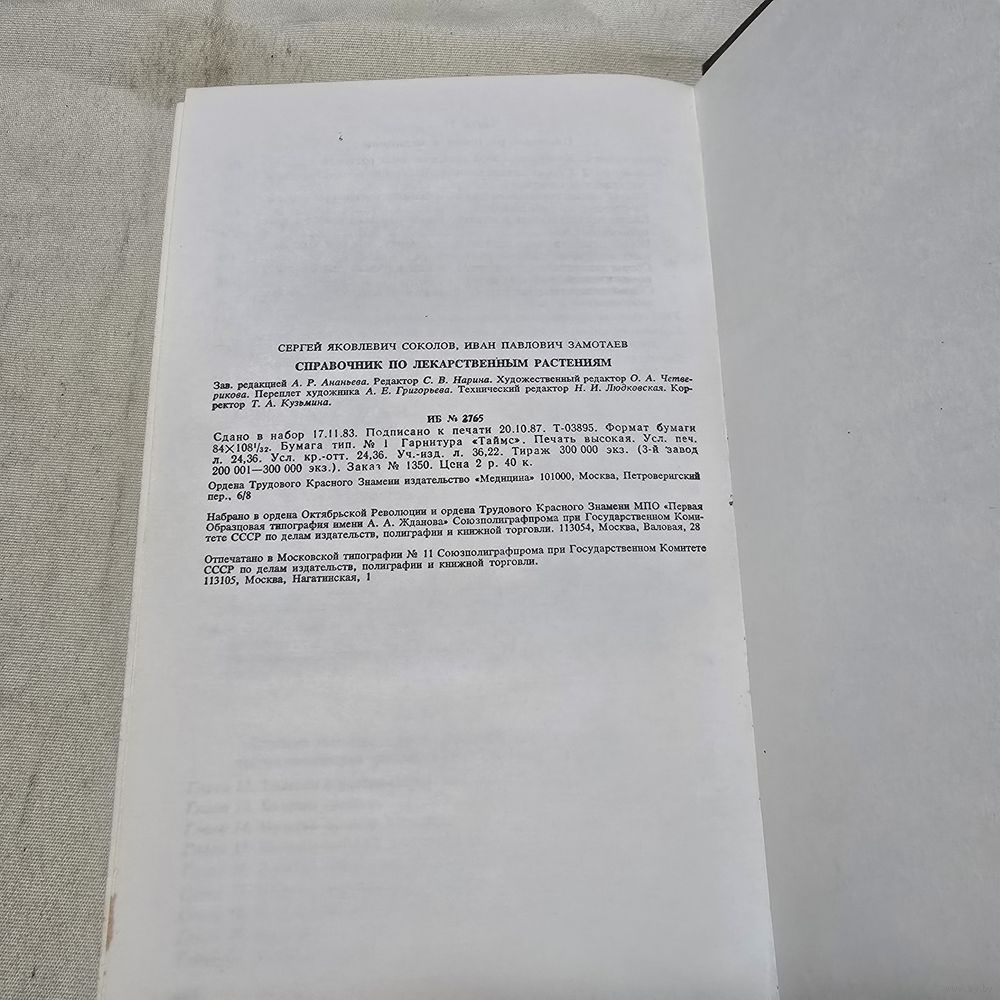 СЕРГЕЙ ЯКОВЛЕВИЧ СОКОЛОВ, ИВАН ПАВЛОВИЧ ЗАМОТАЕВ
СПРАВОЧНИК ПО ЛЕКАРСТВЕННЫМ РАСТЕНИЯМ
Зав. редакцией А. Р. Ананьева. Редактор С. В. Нарина. Художественный редактор О. А. Четве-
рикова. Переплет художника А. Е. Григорьева. Технический редактор Н. И. Людковская. Кор-
ректор Т. А. Кузьмина.
ИБ № 2765
Сдано в набор 17.11.83. Подписано к печати 20.10.87. Т-03895. Формат бумаги
84×108¹/₃₂. Бумага тип. № 1 Гарнитура «Таймс». Печать высокая. Усл. печ.
л. 24,36. Усл. кр.-отт. 24,36. Уч.-изд. л. 36,22. Тираж 300 000 экз. (3-й завод
200 001—300 000 экз.). Заказ № 1350. Цена 2 р. 40 к.
Ордена Трудового Красного Знамени издательство «Медицина» 101000, Москва, Петроверигский
пер., 6/8
Набрано в ордена Октябрьской Революции и ордена Трудового Красного Знамени МПО «Первая
Образцовая типография имени А. А. Жданова» Союзполиграфпрома при Государственном Коми-
тете СССР по делам издательств, полиграфии и книжной торговли. 113054, Москва, Валовая, 28
Отпечатано в Московской типографии № 11 Союзполиграфпрома при Государственном Комитете
СССР по делам издательств, полиграфии и книжной торговли.
113105, Москва, Нагатинская, 1